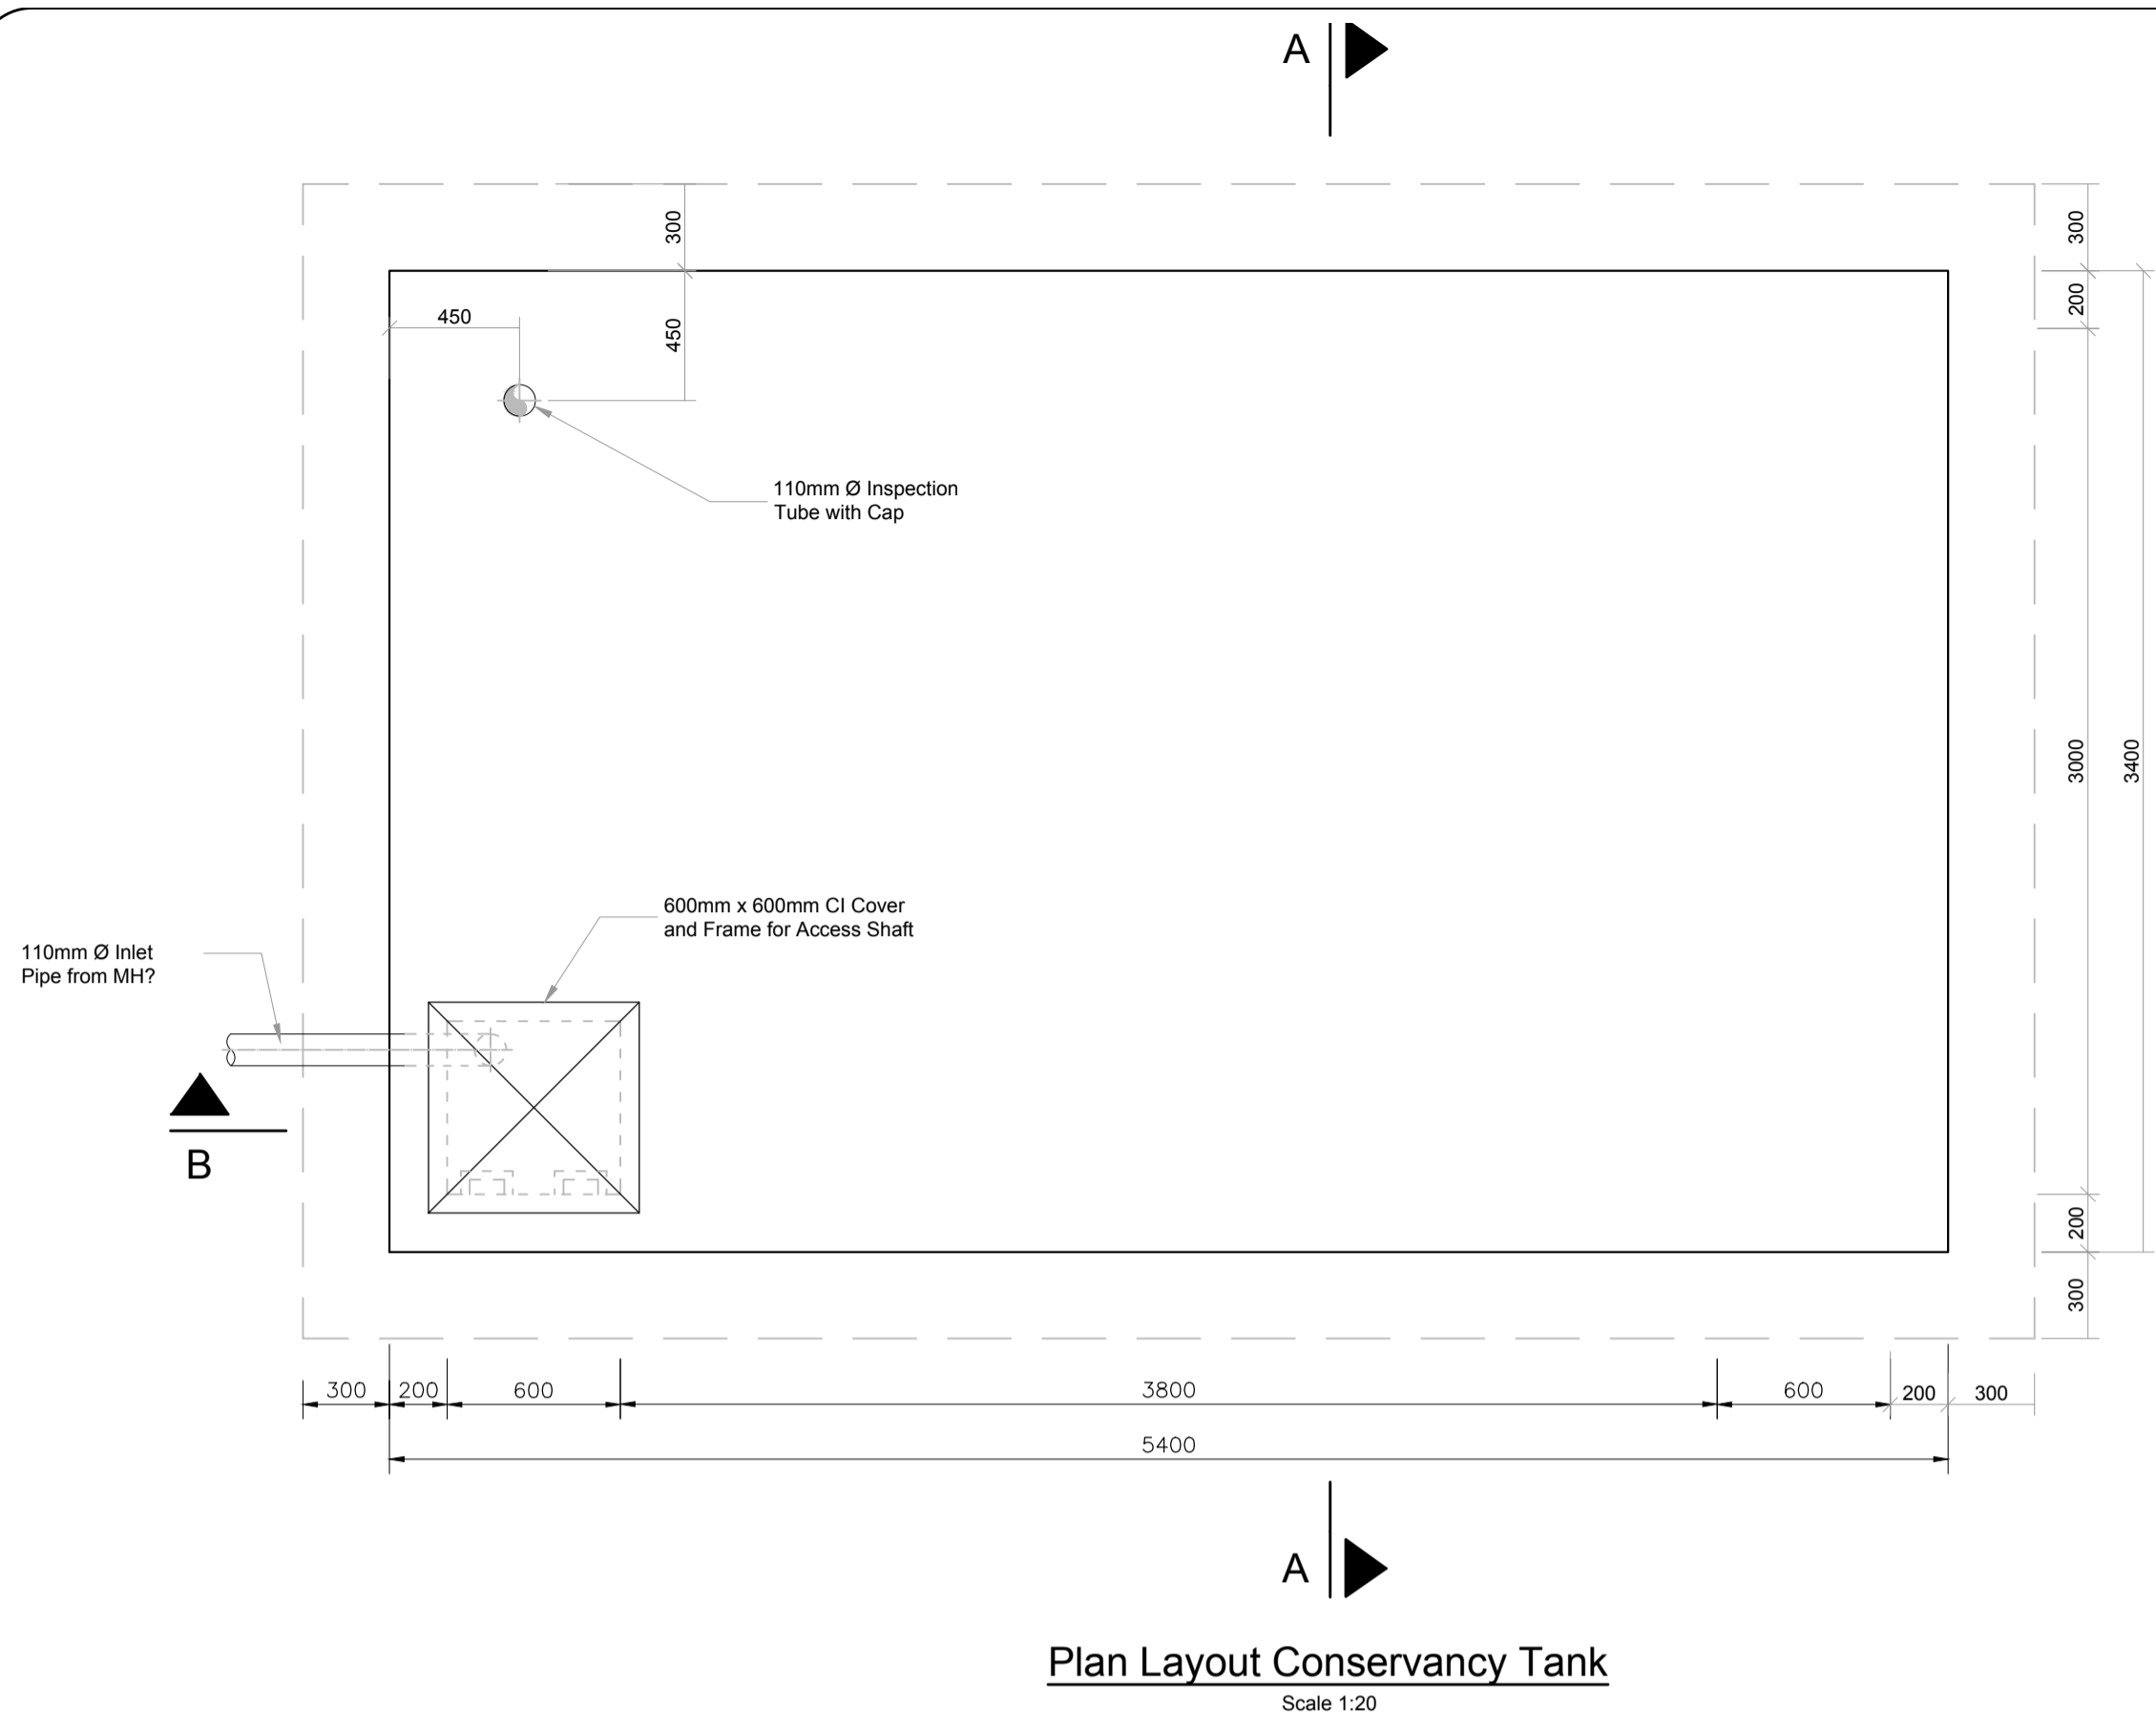 A
300
300
200
450
450
110mm Ø Inspection
Tube with Cap
3000
3400
600mm x 600mm CI Cover
and Frame for Access Shaft
110mm Ø Inlet
Pipe from MH?
B
200
300
300
200
600
3800
600
200
300
5400
A
Plan Layout Conservancy Tank
Scale 1:20